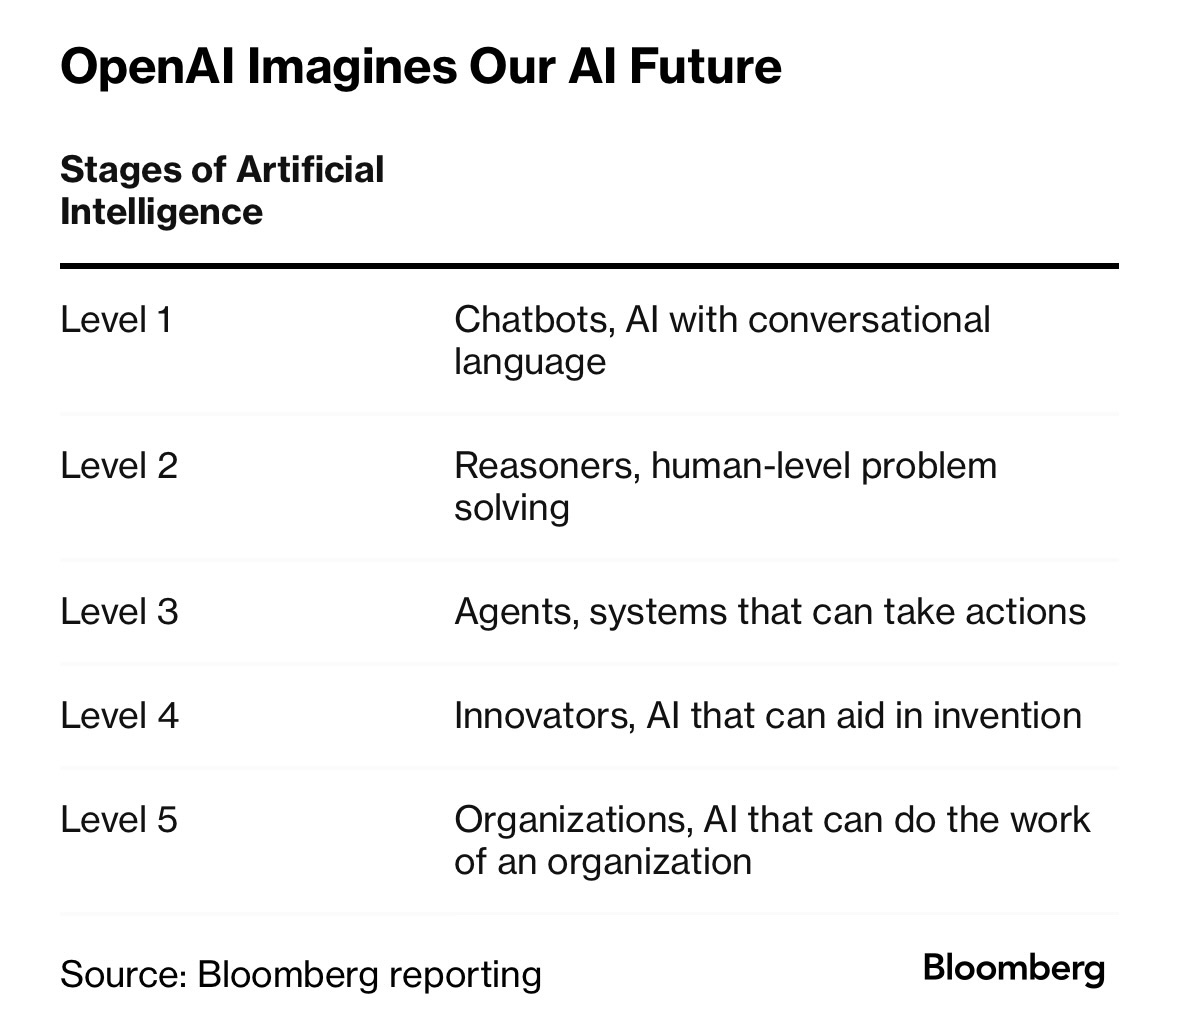 OpenAI Imagines Our AI Future
Stages of Artificial
Intelligence
Level 1
Chatbots, AI with conversational
language
Level 2
Reasoners, human-level problem
solving
Level 3
Agents, systems that can take actions
Level 4
Innovators, AI that can aid in invention
Level 5
Organizations, AI that can do the work
of an organization
Source: Bloomberg reporting
Bloomberg